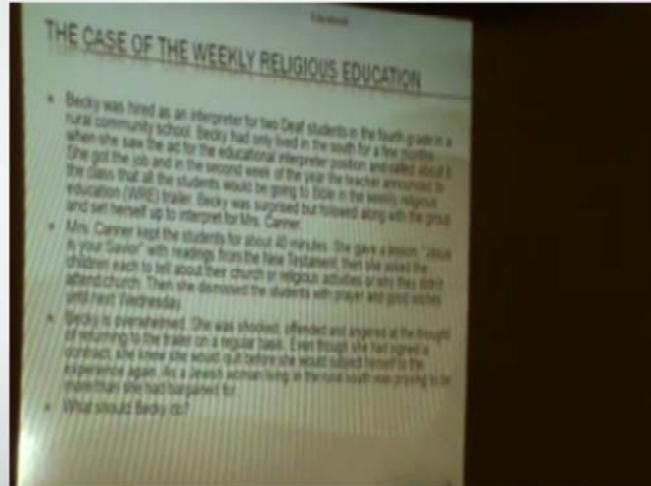 THE CASE OF THE WEEKLY RELIGIOUS EDUCATION
• Becky was hired as an interpreter for two Deaf students in the fourth grade in a
rural community school. Becky had only lived in the south for a few months
when she saw the ad for the educational interpreter position and called about it.
She got the job and in the second week of the year the teacher announced to
the class that all the students would be going to Bible in the weekly religious
education (WRE) trailer. Becky was surprised but followed along with the group
and set herself up to interpret for Mrs. Canner.
• Mrs. Canner kept the students for about 40 minutes. She gave a lesson, "Jesus
is your Savior" with readings from the New Testament, then she asked the
children each to tell about their church or religious activities or why they didn't
attend church. Then she dismissed the students with prayer and good wishes
until next Wednesday.
• Becky is overwhelmed. She was shocked, offended and angered at the thought
of returning to the trailer on a regular basis. Even though she had signed a
contract, she knew she would quit before she would subject herself to the
experience again. As a Jewish woman living in the rural south was proving to be
more than she had bargained for.
• What should Becky do?